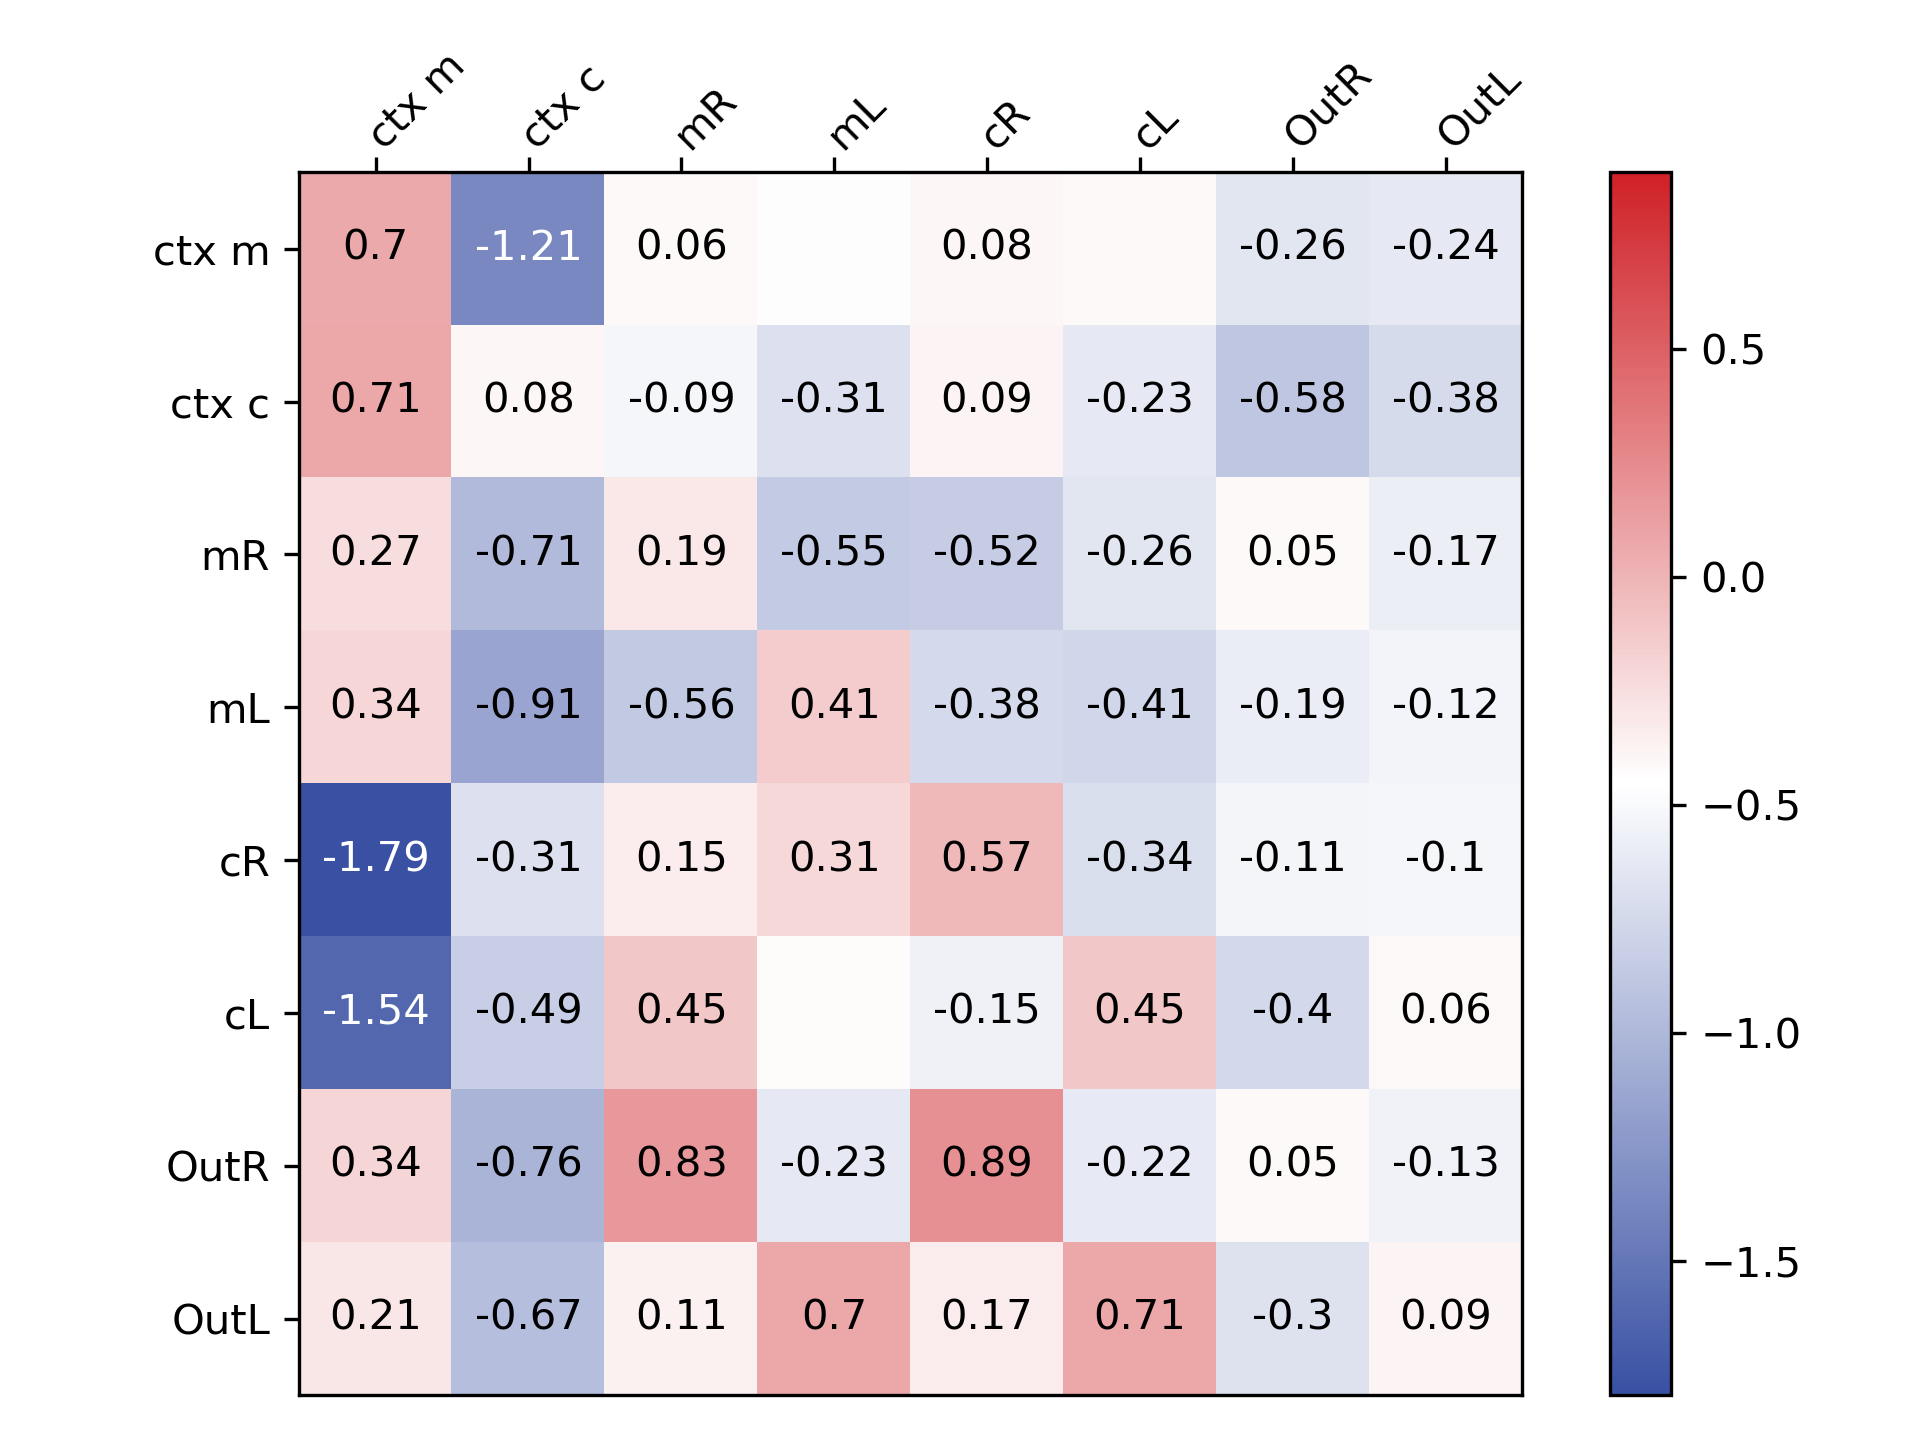 ctx m ctx c mR mL cR cL OutR OutL
ctx m 0.7 -1.21 0.06 0.08 -0.26 -0.24
0.5
ctx c 0.71 0.08 -0.09 -0.31 0.09 -0.23 -0.58 -0.38
mR 0.27 -0.71 0.19 -0.55 -0.52 -0.26 0.05 -0.17
0.0
mL 0.34 -0.91 -0.56 0.41 -0.38 -0.41 -0.19 -0.12
−0.5
cR -1.79 -0.31 0.15 0.31 0.57 -0.34 -0.11 -0.1
cL -1.54 -0.49 0.45 -0.15 0.45 -0.4 0.06
−1.0
OutR 0.34 -0.76 0.83 -0.23 0.89 -0.22 0.05 -0.13
−1.5
OutL 0.21 -0.67 0.11 0.7 0.17 0.71 -0.3 0.09